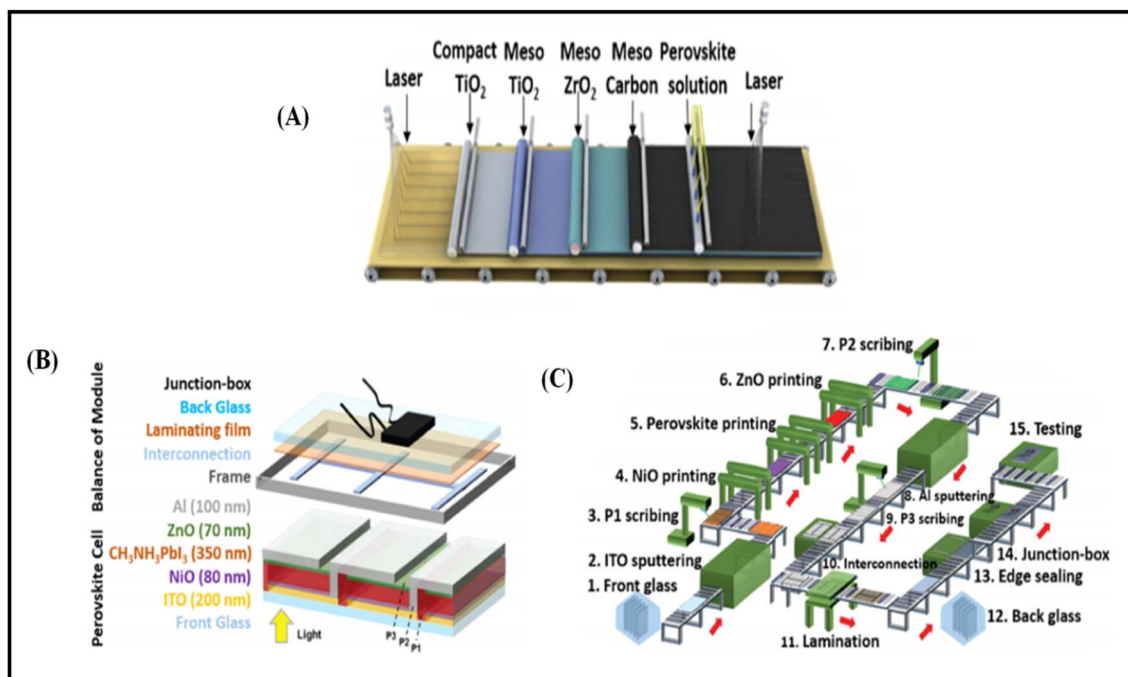 (A)
Laser
Compact
TiO2
Meso
TiO2
Meso
ZrO2
Meso
Carbon
Perovskite
solution
Laser
(B)
Balance of Module
Junction-box
Back Glass
Laminating film
Interconnection
Frame
Perovskite Cell
Al (100 nm)
ZnO (70 nm)
CH3NH3PbI3 (350 nm)
NiO (80 nm)
ITO (200 nm)
Front Glass
Light
P3
P2
P1
(C)
1. Front glass
2. ITO sputtering
3. P1 scribing
4. NiO printing
5. Perovskite printing
6. ZnO printing
7. P2 scribing
8. Al sputtering
9. P3 scribing
10. Interconnection
11. Lamination
12. Back glass
13. Edge sealing
14. Junction-box
15. Testing